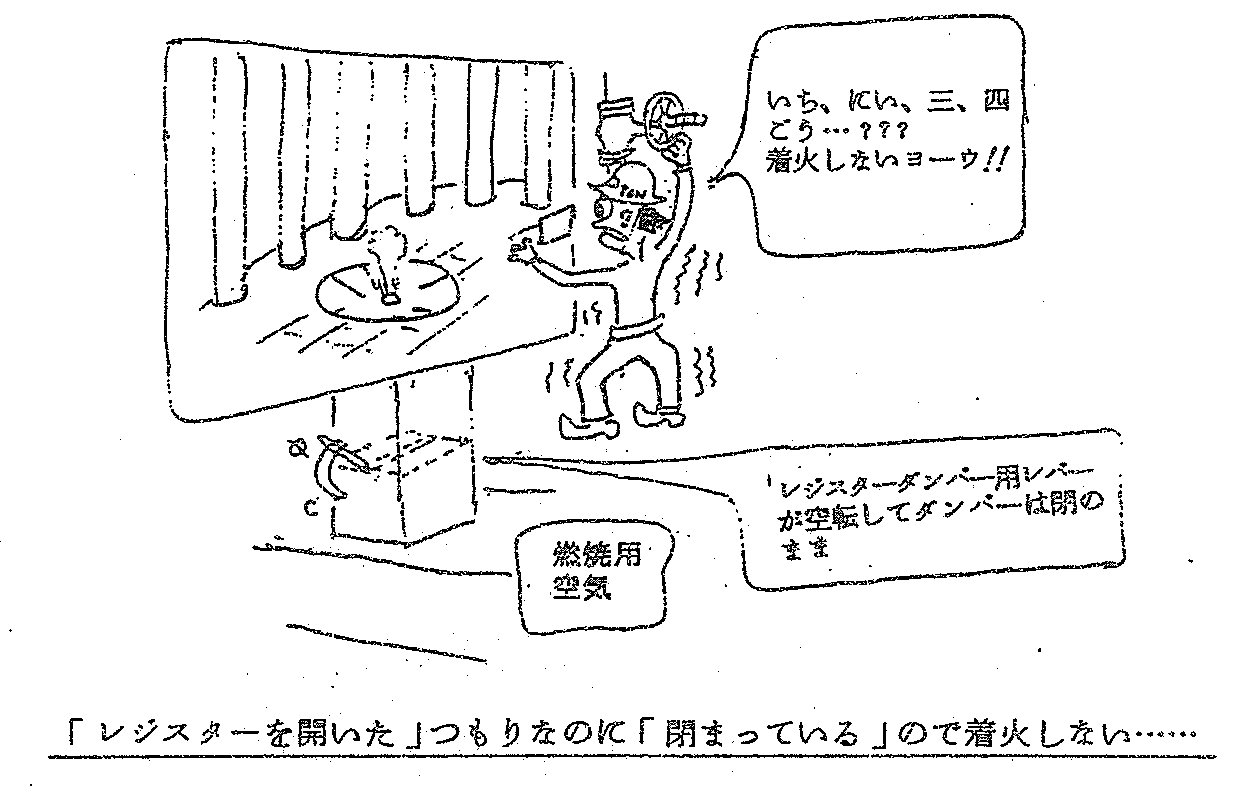 いち、にい、三、四
ごう…???
着火しないヨーウ!!
TON
O
C
レジスターダンパー用レバー
が空転してダンパーは閉の
まま
燃焼用
空気
「レジスターを開いた」つもりなのに「閉まっている」ので着火しない……